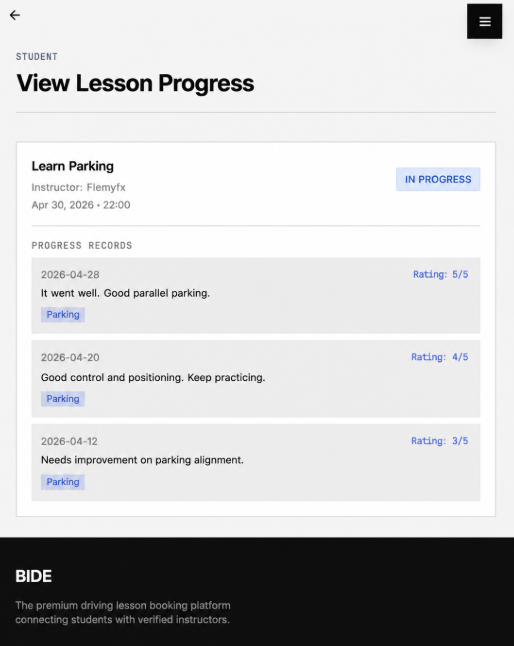 STUDENT
View Lesson Progress
Learn Parking
IN PROGRESS
Instructor: Flemyfx
Apr 30, 2026 • 22:00
PROGRESS RECORDS
2026-04-28
Rating: 5/5
It went well. Good parallel parking.
Parking
2026-04-20
Rating: 4/5
Good control and positioning. Keep practicing.
Parking
2026-04-12
Rating: 3/5
Needs improvement on parking alignment.
Parking
BIDE
The premium driving lesson booking platform
connecting students with verified instructors.